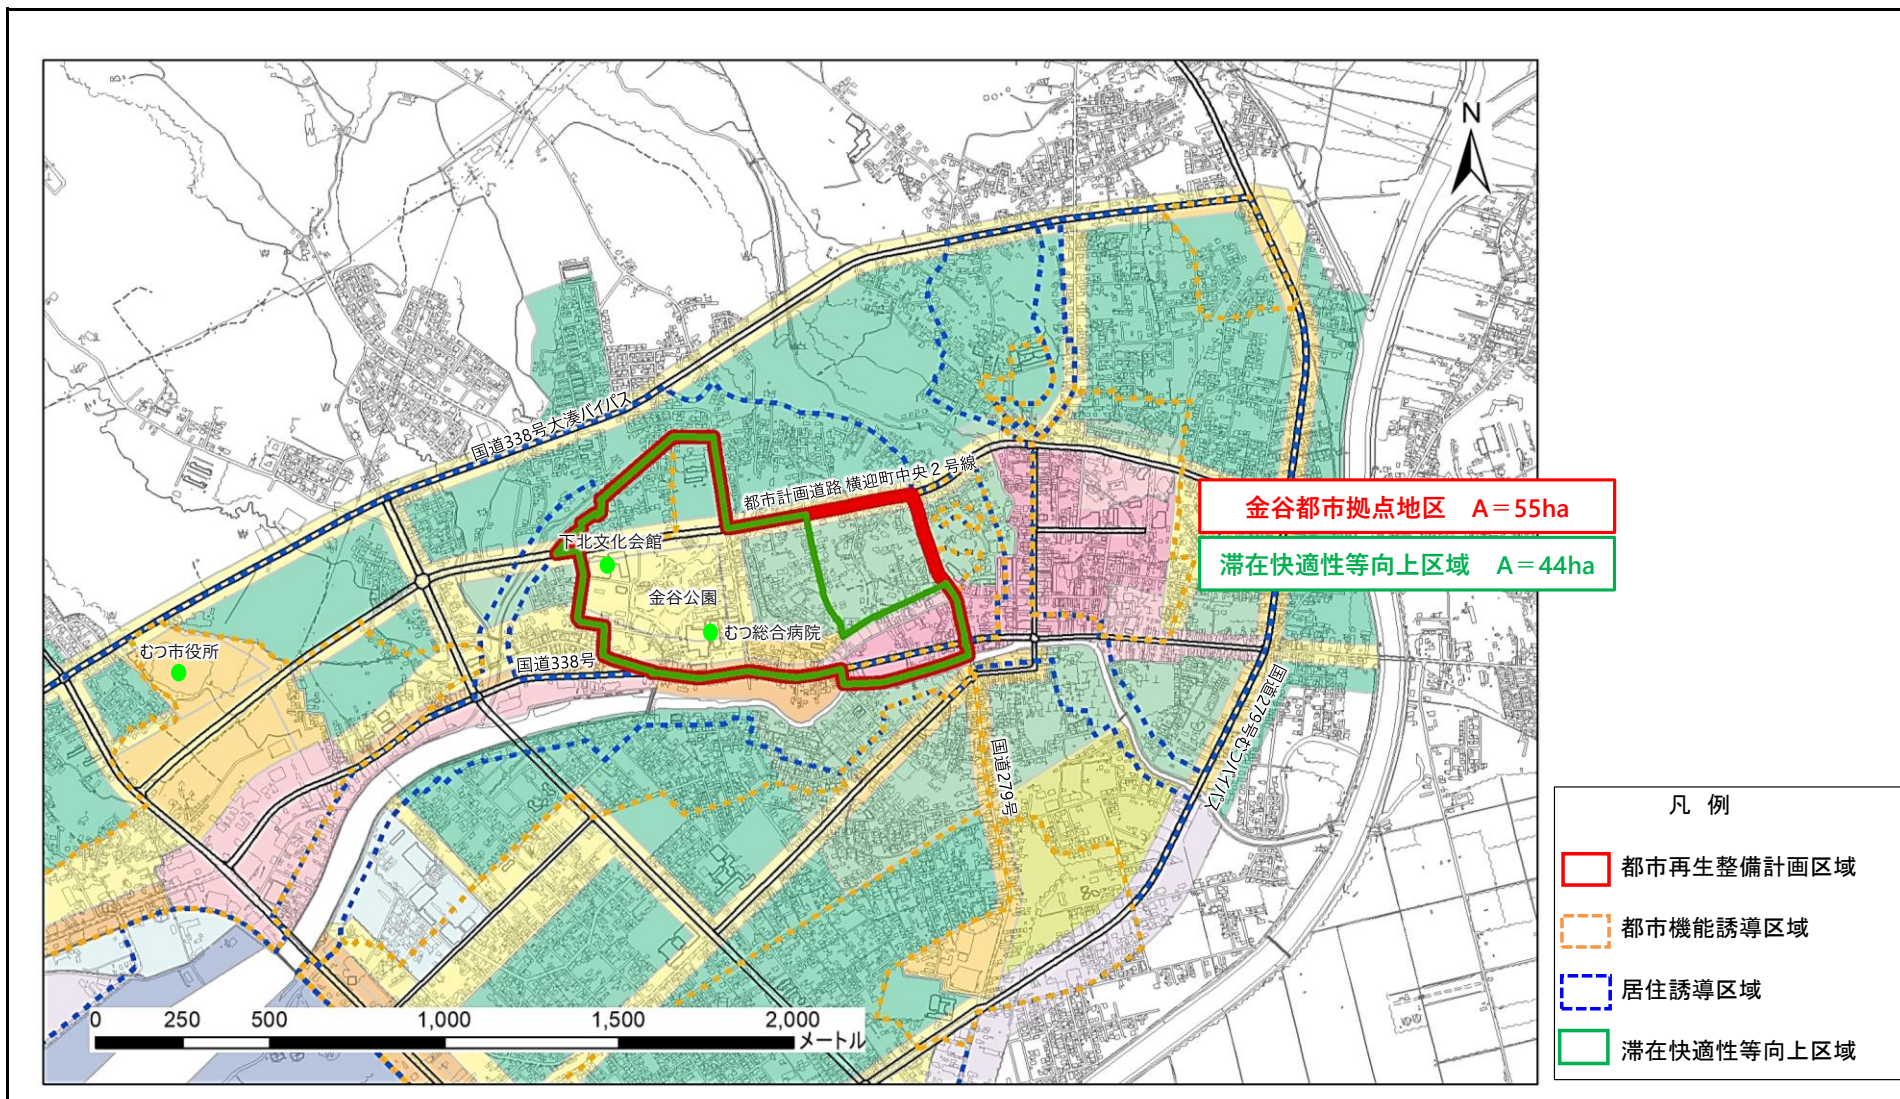 N
国道338号大湊バイパス
都市計画道路 横迎町中央２号線
金谷都市拠点地区　A＝55ha
滞在快適性等向上区域　A＝44ha
下北文化会館
金谷公園
むつ総合病院
むつ市役所
国道338号
国道279号
国道279号むつバイパス
凡 例
都市再生整備計画区域
都市機能誘導区域
居住誘導区域
滞在快適性等向上区域
0 250 500 1,000 1,500 2,000
メートル